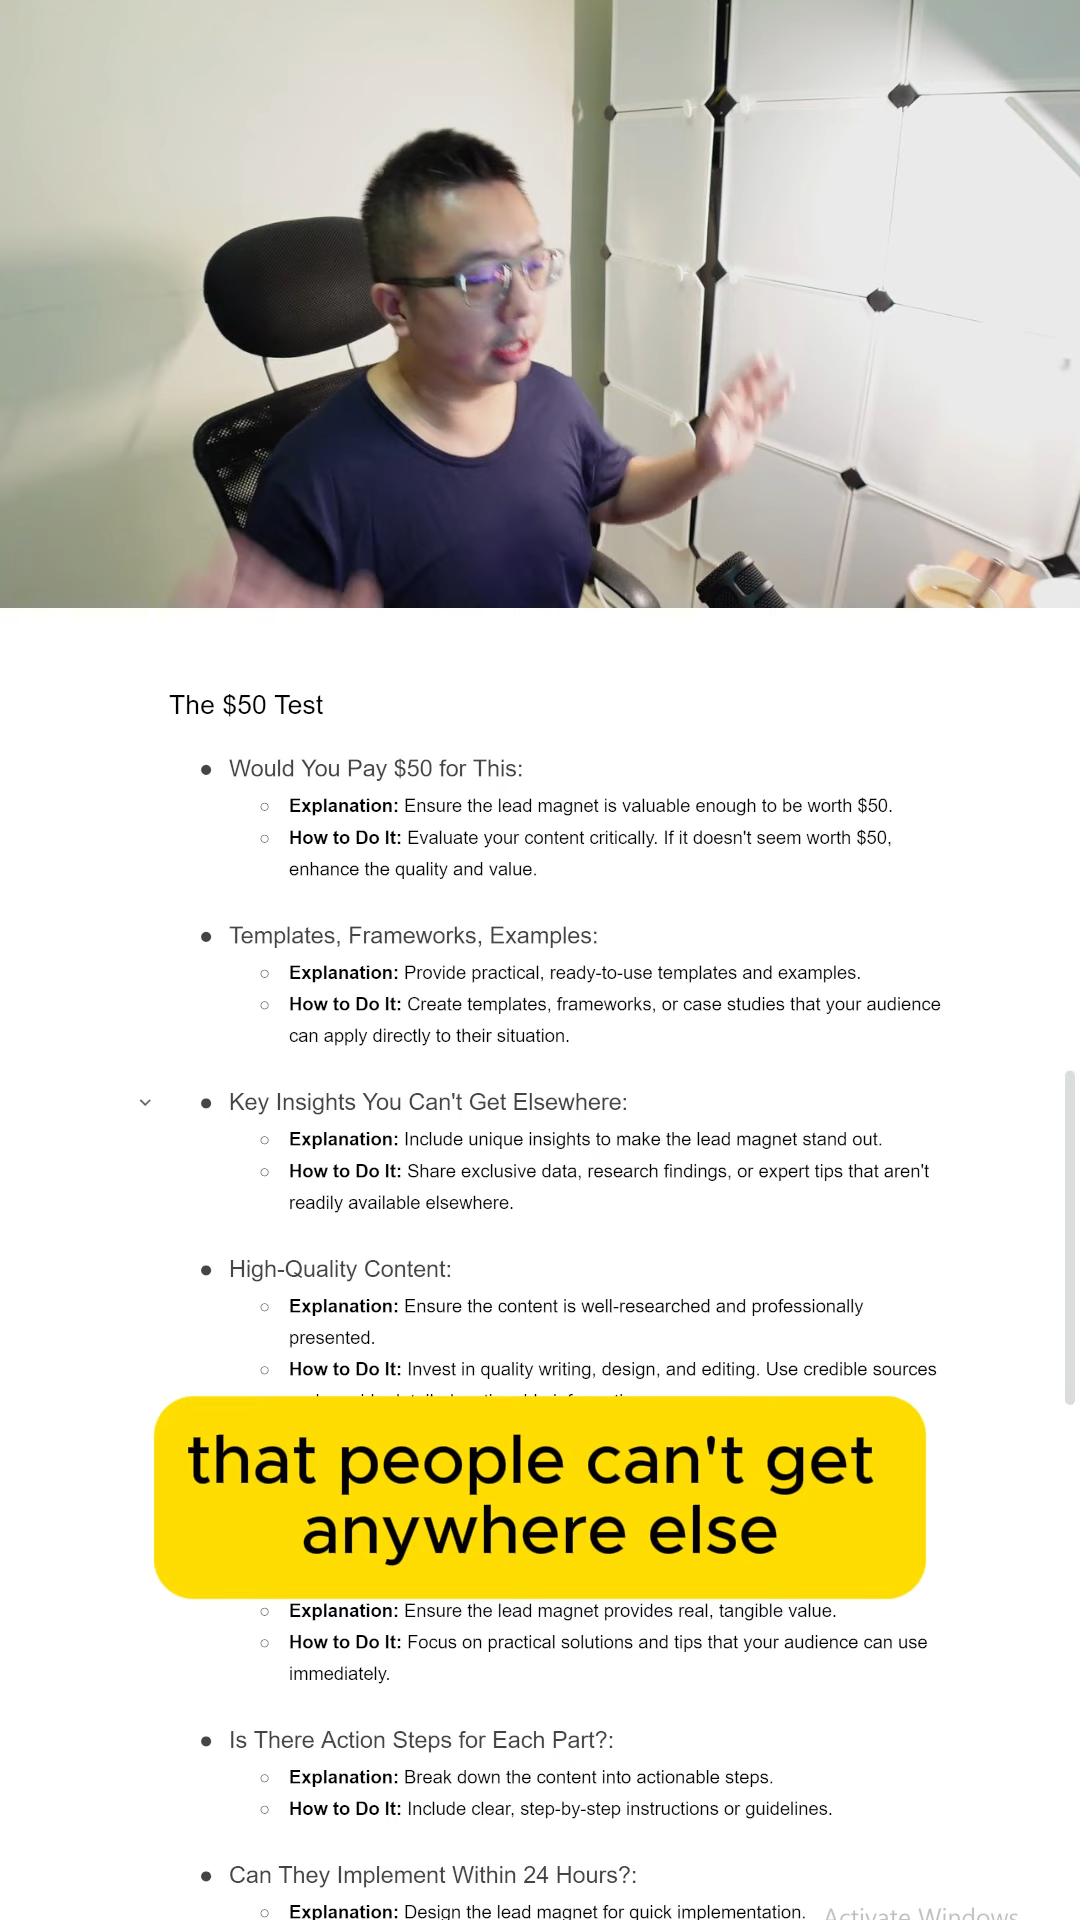 The $50 Test
● Would You Pay $50 for This:
○ Explanation: Ensure the lead magnet is valuable enough to be worth $50.
○ How to Do It: Evaluate your content critically. If it doesn't seem worth $50,
enhance the quality and value.
● Templates, Frameworks, Examples:
○ Explanation: Provide practical, ready-to-use templates and examples.
○ How to Do It: Create templates, frameworks, or case studies that your audience
can apply directly to their situation.
● Key Insights You Can't Get Elsewhere:
○ Explanation: Include unique insights to make the lead magnet stand out.
○ How to Do It: Share exclusive data, research findings, or expert tips that aren't
readily available elsewhere.
● High-Quality Content:
○ Explanation: Ensure the content is well-researched and professionally
presented.
○ How to Do It: Invest in quality writing, design, and editing. Use credible sources
that people can't get
anywhere else
○ Explanation: Ensure the lead magnet provides real, tangible value.
○ How to Do It: Focus on practical solutions and tips that your audience can use
immediately.
● Is There Action Steps for Each Part?:
○ Explanation: Break down the content into actionable steps.
○ How to Do It: Include clear, step-by-step instructions or guidelines.
● Can They Implement Within 24 Hours?:
○ Explanation: Design the lead magnet for quick implementation.
Activate Windows